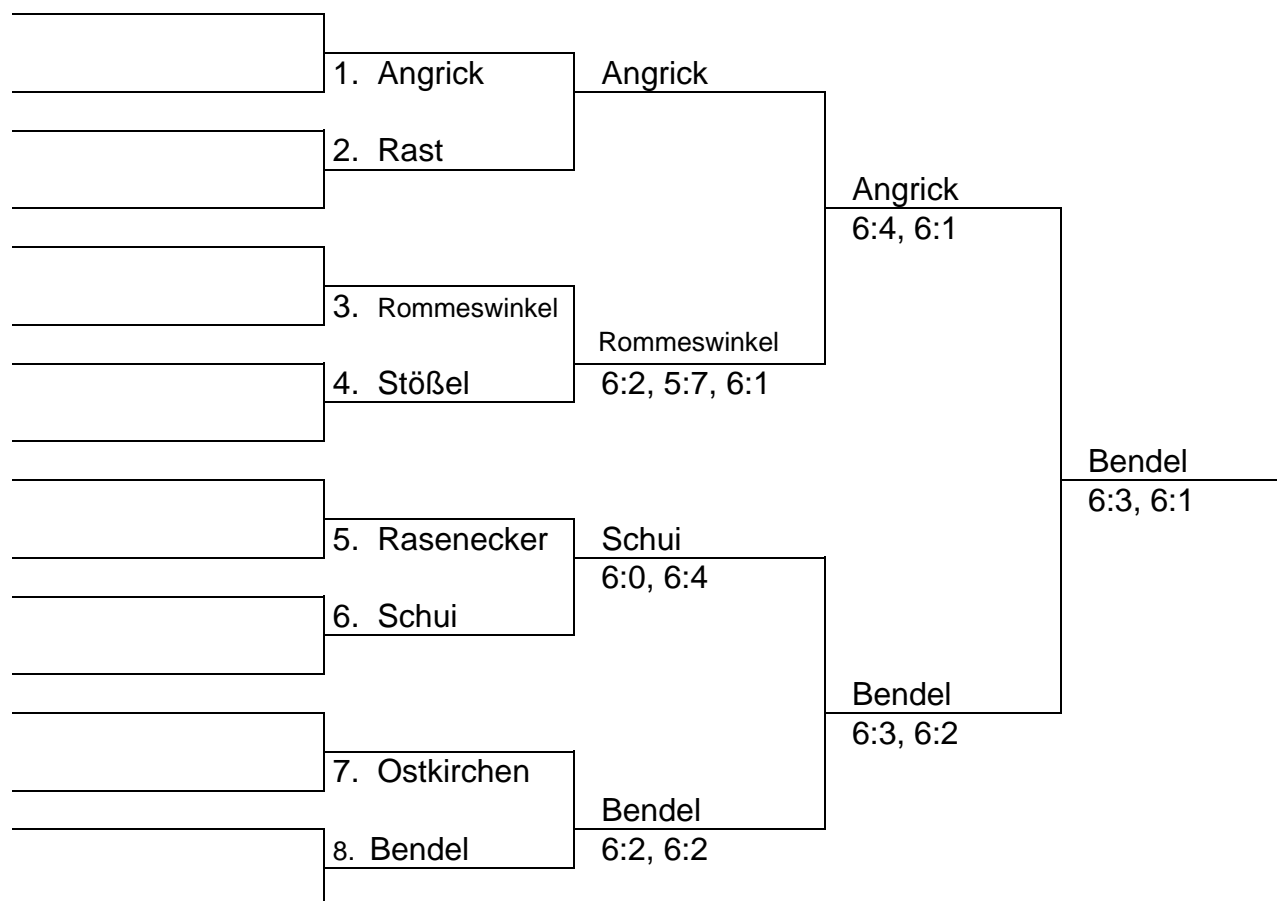 1. Angrick
Angrick
2. Rast
Angrick
6:4, 6:1
3. Rommeswinkel
Rommeswinkel
4. Stößel
6:2, 5:7, 6:1
Bendel
6:3, 6:1
5. Rasenecker
Schui
6:0, 6:4
6. Schui
Bendel
6:3, 6:2
7. Ostkirchen
Bendel
8. Bendel
6:2, 6:2